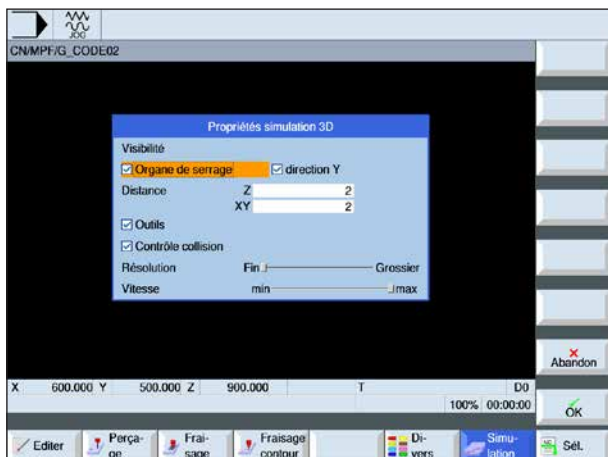 JOG
CN/MPF/G_CODE02
Propriétés simulation 3D
Visibilité
Organe de serrage direction Y
Distance Z 2
XY 2
Outils
Contrôle collision
Résolution Fin Grossier
Vitesse min max
Abandon
X 600.000 Y 500.000 Z 900.000 T D0
100% 00:00:00
OK
Editer
Perça-
ge
Frai-
sage
Fraisage
contour
Di-
vers
Simu-
lation
Sél.